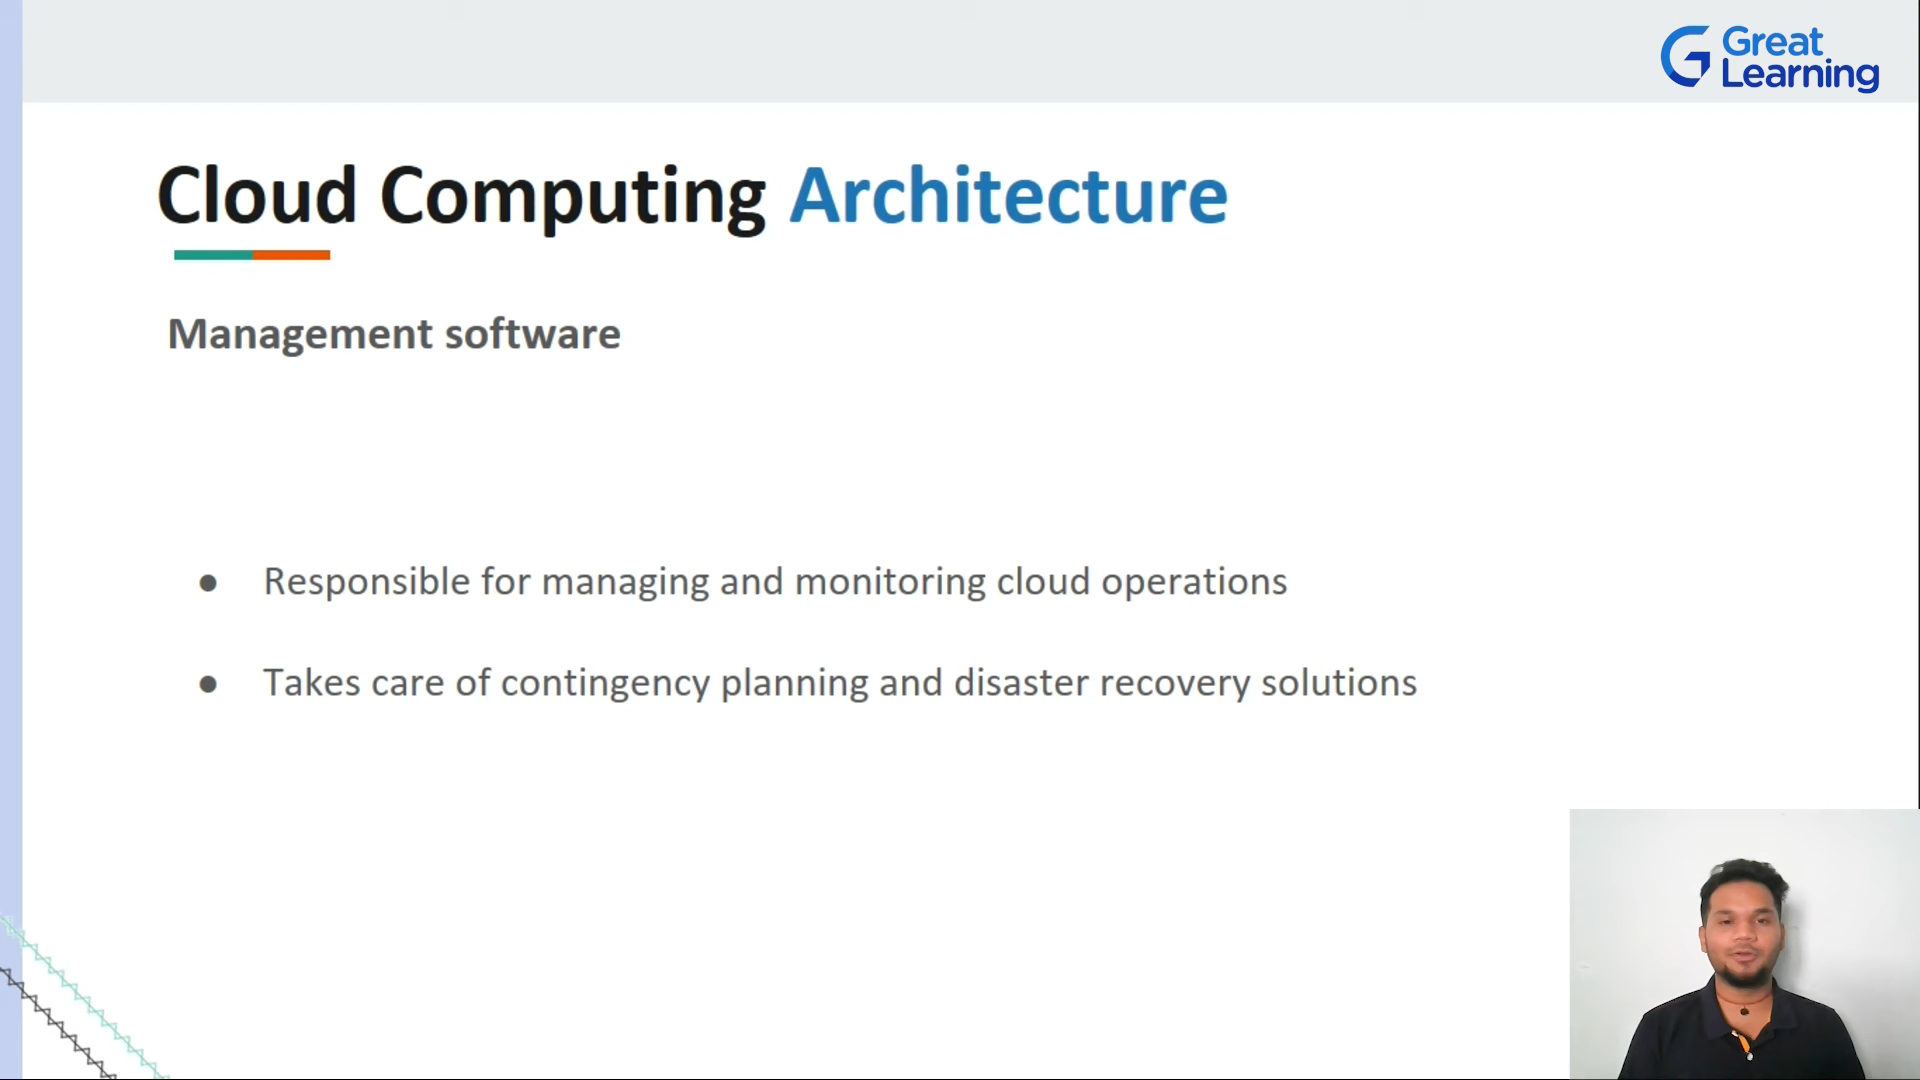 Great
Learning
Cloud Computing Architecture
Management software
● Responsible for managing and monitoring cloud operations
● Takes care of contingency planning and disaster recovery solutions